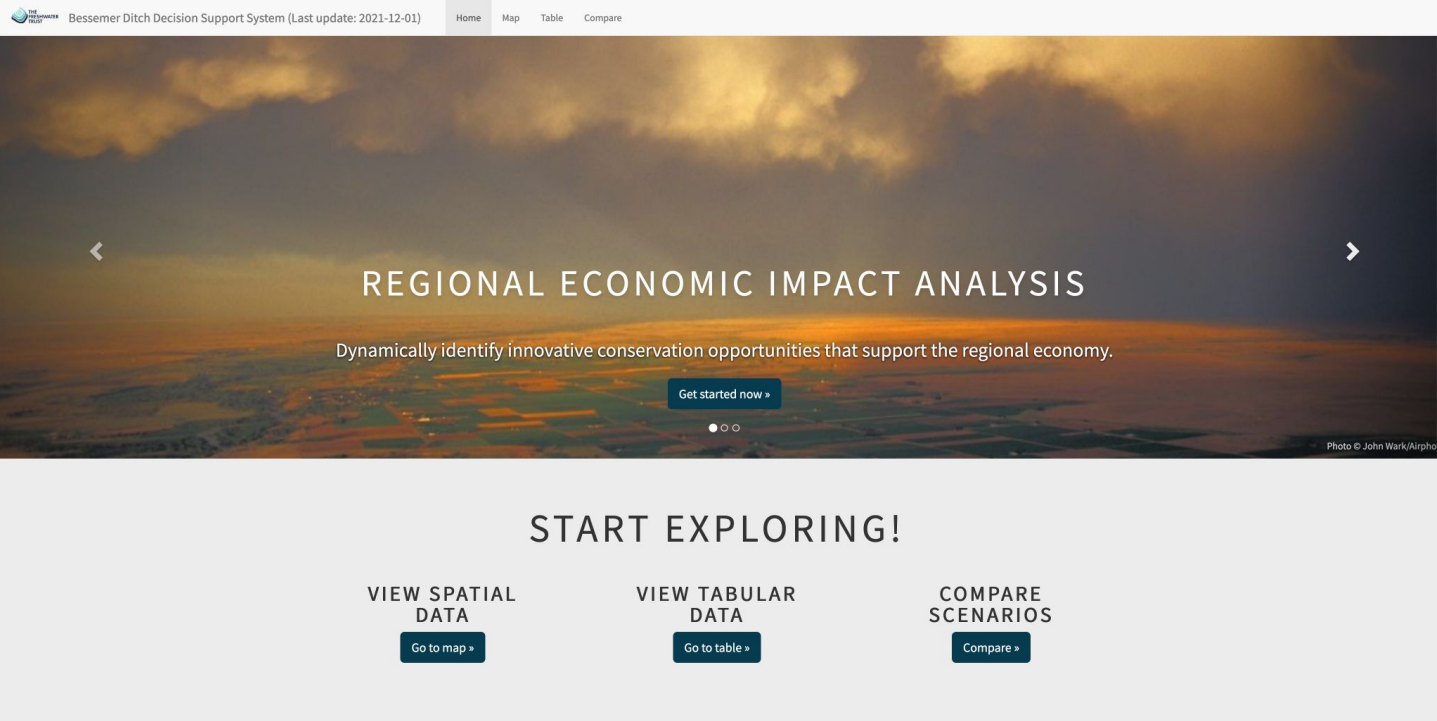 THE
FRESHWATER
TRUST
Bessemer Ditch Decision Support System (Last update: 2021-12-01)
Home
Map
Table
Compare
REGIONAL ECONOMIC IMPACT ANALYSIS
Dynamically identify innovative conservation opportunities that support the regional economy.
Get started now »
Photo © John Wark/Airpho
START EXPLORING!
VIEW SPATIAL
DATA
Go to map »
VIEW TABULAR
DATA
Go to table »
COMPARE
SCENARIOS
Compare »